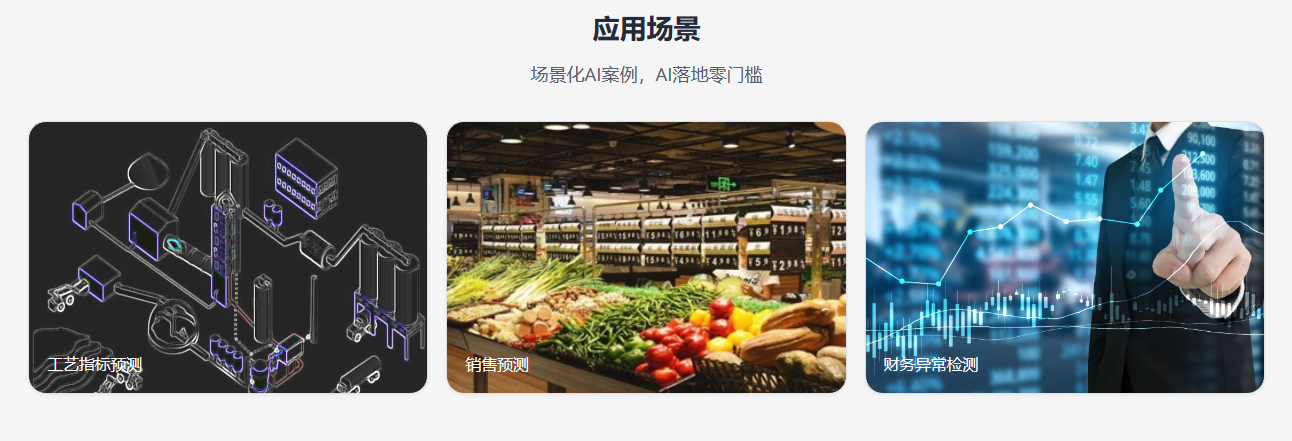 应用场景
场景化AI案例，AI落地零门槛
工艺指标预测
销售预测
财务异常检测